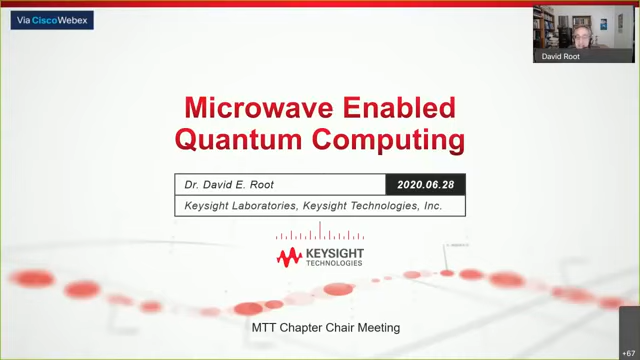 Via CiscoWebex
David Root
Microwave Enabled
Quantum Computing
Dr. David E. Root
2020.06.28
Keysight Laboratories, Keysight Technologies, Inc.
KEYSIGHT
TECHNOLOGIES
MTT Chapter Chair Meeting
+67